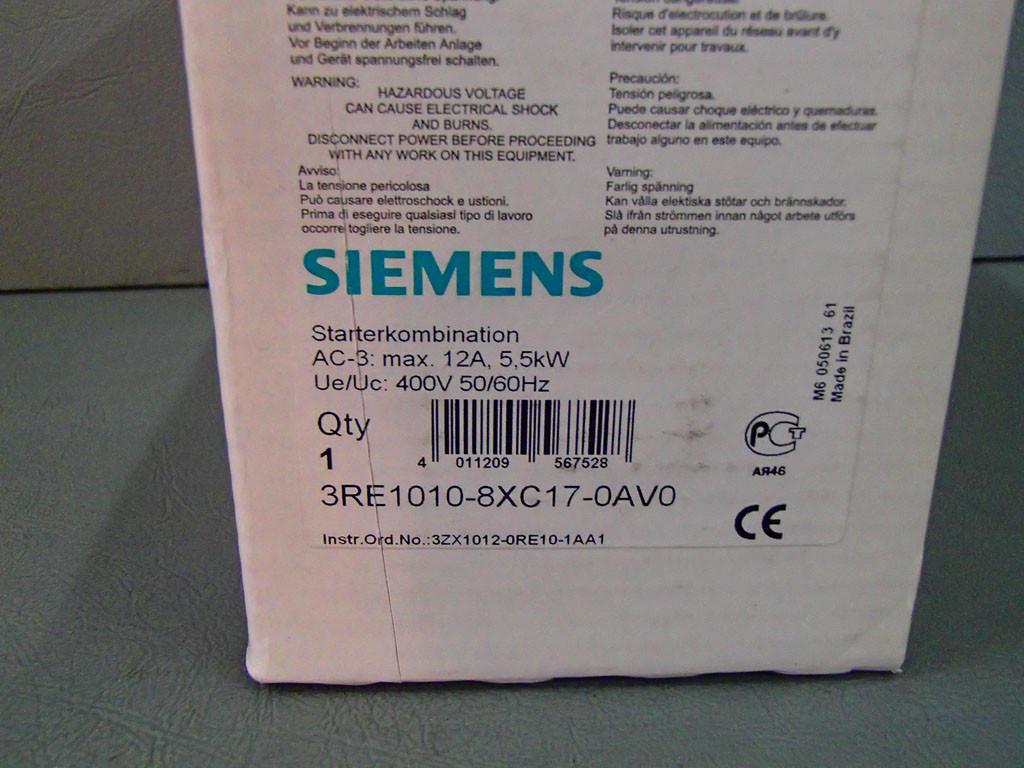 Kann zu elektrischem Schlag
und Verbrennungen führen.
Vor Beginn der Arbeiten Anlage
und Gerät spannungsfrei schalten.
WARNING:
HAZARDOUS VOLTAGE
CAN CAUSE ELECTRICAL SHOCK
AND BURNS.
DISCONNECT POWER BEFORE PROCEEDING
WITH ANY WORK ON THIS EQUIPMENT.
Avviso:
La tensione pericolosa
Può causare elettroschock e ustioni.
Prima di eseguire qualsiasi tipo di lavoro
occorre togliere la tensione.
Risque d'electrocution et de brûlure.
Isoler cet appareil du réseau avant d'y
intervenir pour travaux.
Precaución:
Tensión peligrosa.
Puede causar choque eléctrico y quemaduras.
Desconectar la alimentación antes de efectuar
trabajo alguno en este equipo.
Varning:
Farlig spänning
Kan vålla elektiska stötar och brännskador.
Slå ifrån strömmen innan något arbete utförs
på denna utrustning.
SIEMENS
Starterkombination
AC-3: max. 12A, 5,5kW
Ue/Uc: 400V 50/60Hz
Qty
1
4 011209 567528
3RE1010-8XC17-0AV0
Instr.Ord.No.:3ZX1012-0RE10-1AA1
M6 050613 61
Made in Brazil
РСТ
АЯ46
CE